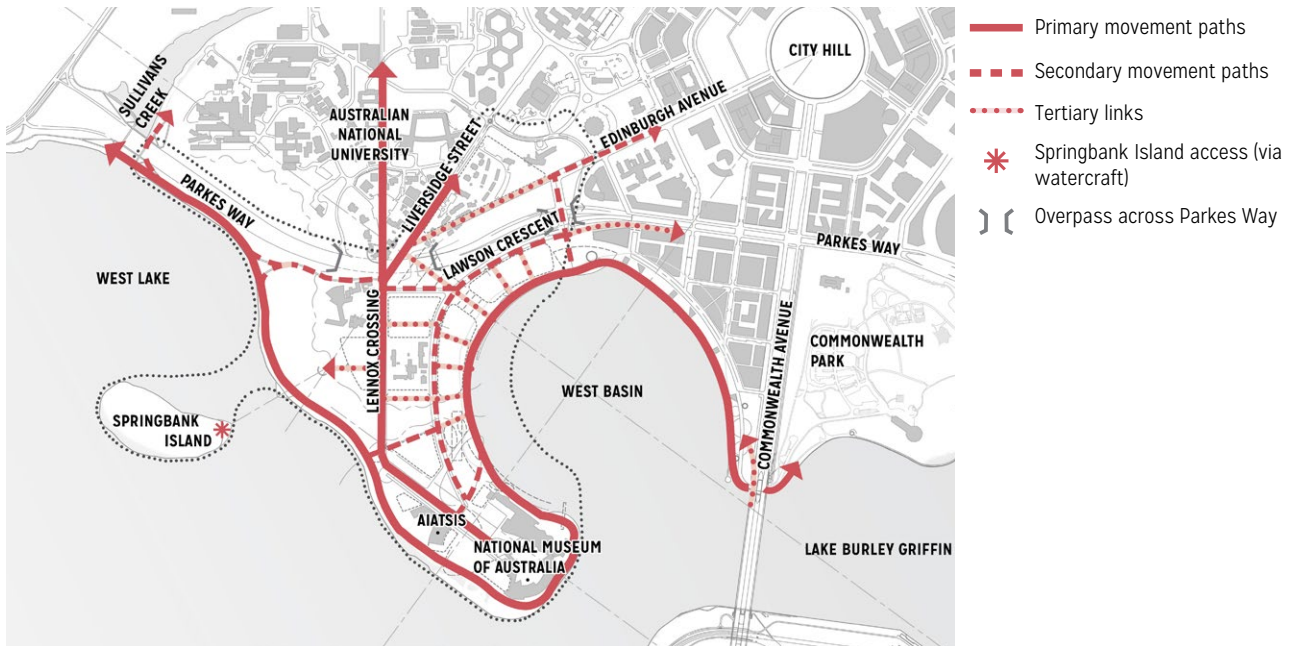 SULLIVANS
CREEK
AUSTRALIAN
NATIONAL
UNIVERSITY
LIVERSIDGE STREET
CITY HILL
EDINBURGH AVENUE
PARKES WAY
LAWSON CRESCENT
PARKES WAY
WEST LAKE
LENNOX CROSSING
COMMONWEALTH
PARK
COMMONWEALTH AVENUE
WEST BASIN
SPRINGBANK
ISLAND
AIATSIS
NATIONAL MUSEUM
OF AUSTRALIA
LAKE BURLEY GRIFFIN
Primary movement paths
Secondary movement paths
Tertiary links
Springbank Island access (via
watercraft)
Overpass across Parkes Way